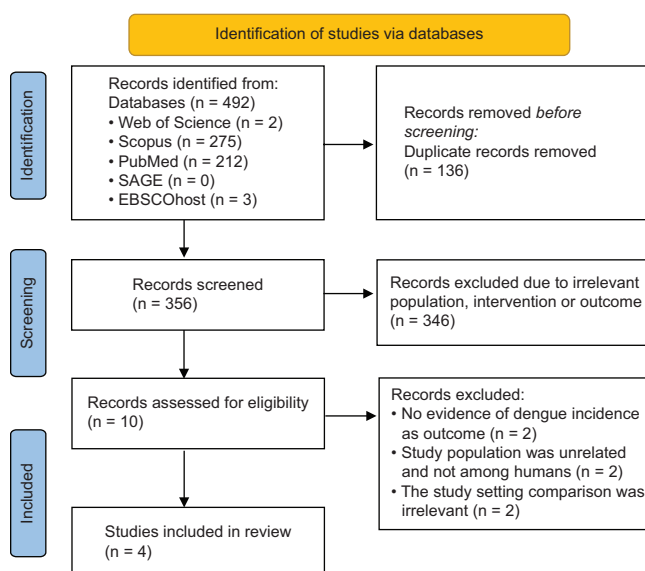 Identification of studies via databases
Identification
Records identified from:
Databases (n = 492)
• Web of Science (n = 2)
• Scopus (n = 275)
• PubMed (n = 212)
• SAGE (n = 0)
• EBSCOhost (n = 3)
Records removed before
screening:
Duplicate records removed
(n = 136)
Screening
Records screened
(n = 356)
Records excluded due to irrelevant
population, intervention or outcome
(n = 346)
Records assessed for eligibility
(n = 10)
Records excluded:
• No evidence of dengue incidence
as outcome (n = 2)
• Study population was unrelated
and not among humans (n = 2)
• The study setting comparison was
irrelevant (n = 2)
Included
Studies included in review
(n = 4)